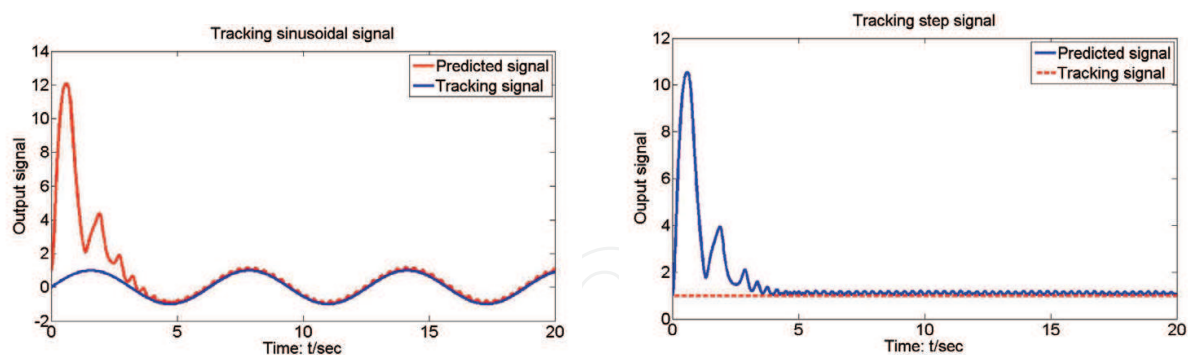 Tracking sinusoidal signal
14
12
10
8
6
4
2
0
-2
Output signal
Predicted signal
Tracking signal
0 5 10 15 20
Time: t/sec
Tracking step signal
12
10
8
6
4
2
0
Ouput signal
Predicted signal
Tracking signal
0 5 10 15 20
Time: t/sec